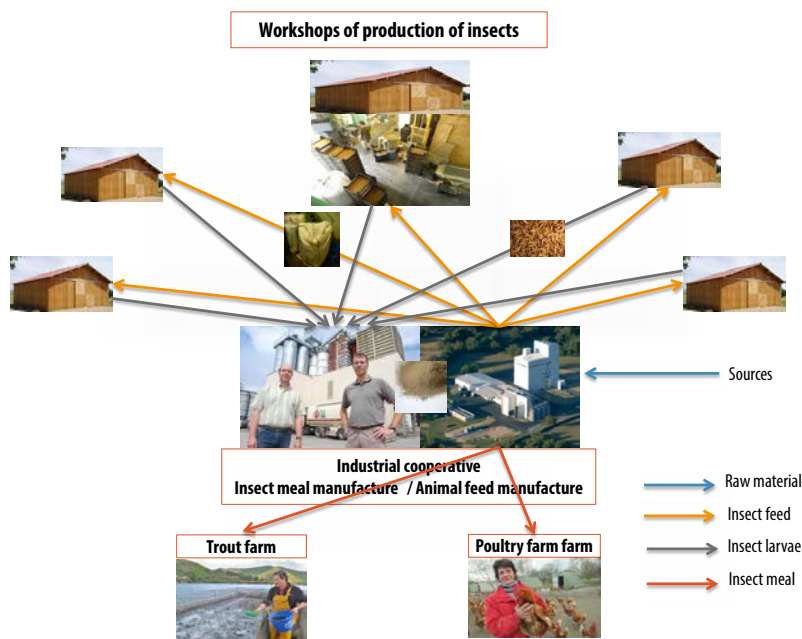 Workshops of production of insects
Sources
Industrial cooperative
Insect meal manufacture / Animal feed manufacture
Trout farm
Poultry farm farm
Raw material
Insect feed
Insect larvae
Insect meal